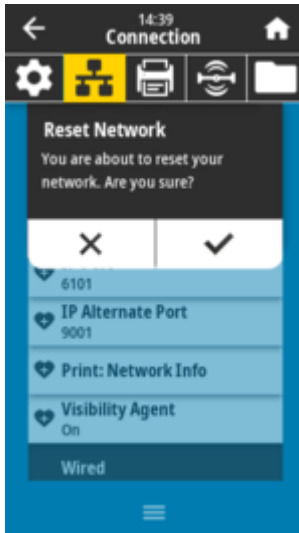 14:39
Connection
Reset Network
You are about to reset your
network. Are you sure?
6101
IP Alternate Port
9001
Print: Network Info
Visibility Agent
On
Wired